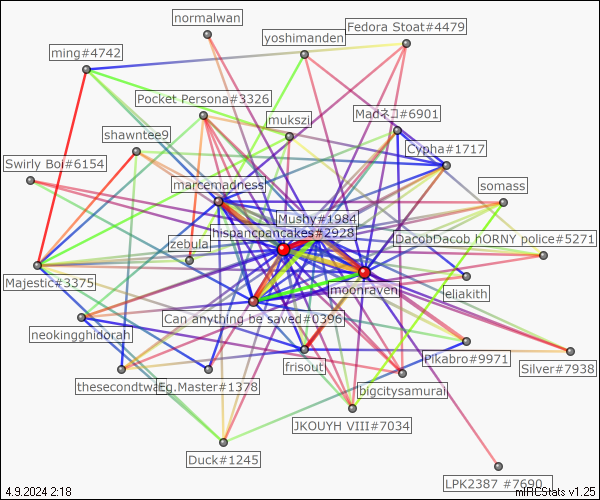 normalwan
Fedora Stoat#4479
yoshimanden
ming#4742
Pocket Persona#3326
Madネコ#6901
mukszi
shawntee9
Cypha#1717
Swirly Boi#6154
marcemadness
somass
Mushy#1984
hispancpancakes#2928
DacobDacob hORNY police#5271
zebula
Majestic#3375
moonraven
eliakith
Can anything be saved#0396
neokingghidorah
frisout
Pikabro#9971
Silver#7938
thesecondtwa
Eg.Master#1378
bigcitysamurai
JKOUYH VIII#7034
Duck#1245
LPK2387 #7690
4.9.2024 2:18
mIRCStats v1.25